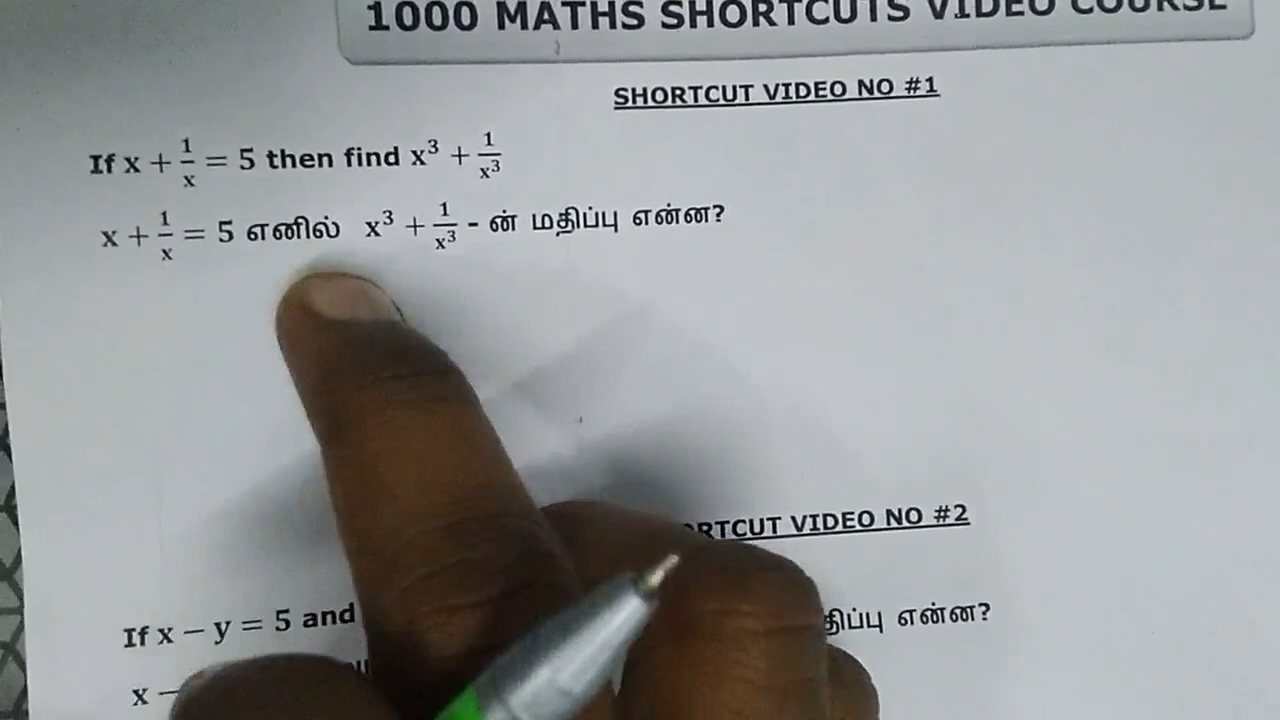 1000 MATHS SHORTCUTS VIDEO COURSE
SHORTCUT VIDEO NO #1
If x + 1/x = 5 then find x³ + 1/x³
x + 1/x = 5 எனில் x³ + 1/x³ - ன் மதிப்பு என்ன?
VIDEO NO #2
If x − y = 5 and என்ன?
x −